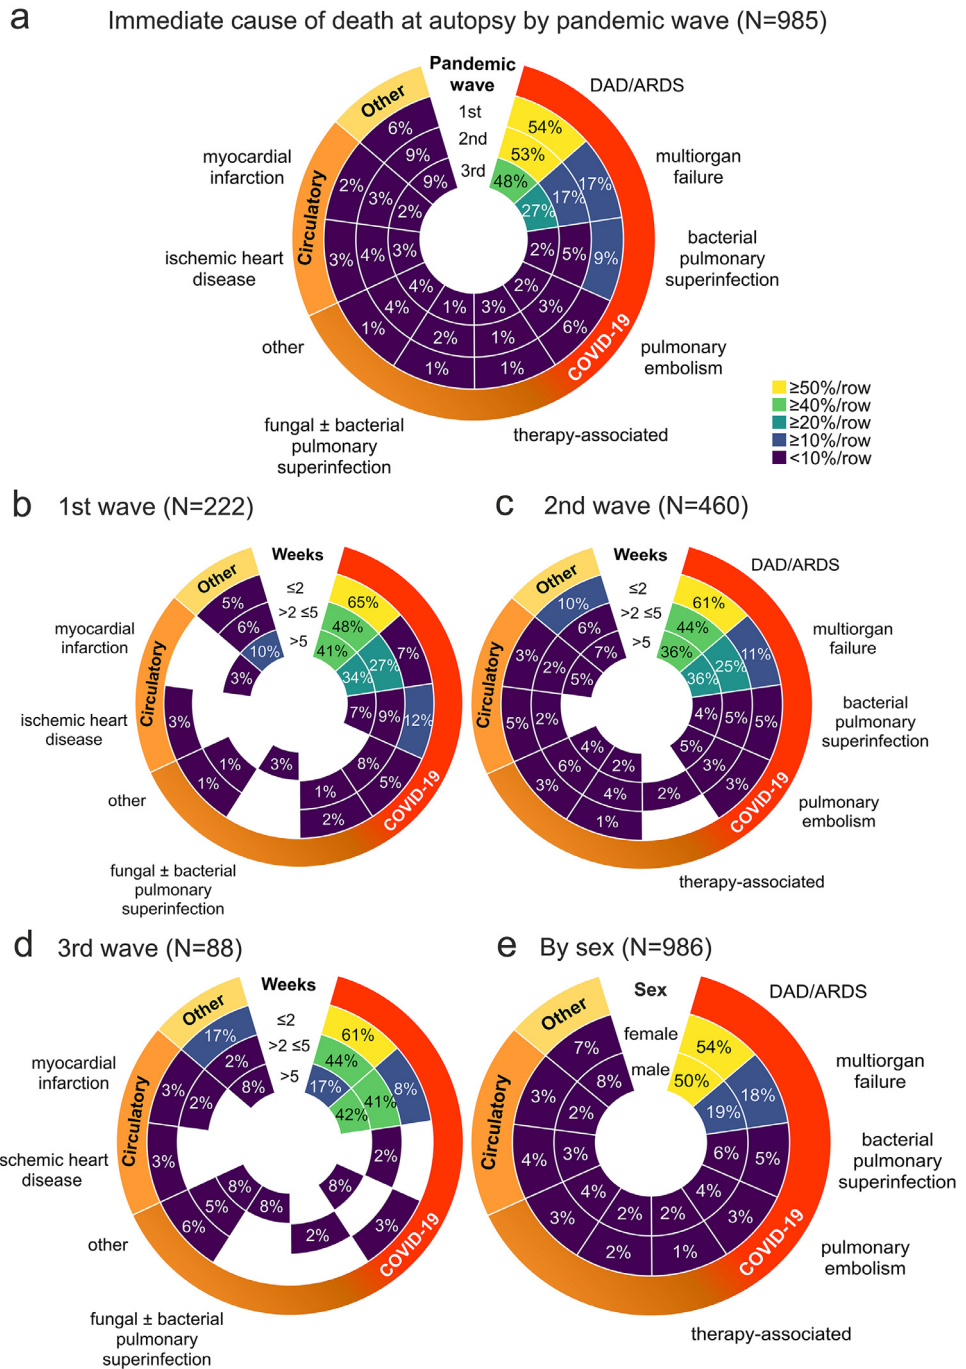 a Immediate cause of death at autopsy by pandemic wave (N=985)
Pandemic
wave
1st
2nd
3rd
Other
Circulatory
COVID-19
DAD/ARDS
multiorgan
failure
bacterial
pulmonary
superinfection
pulmonary
embolism
therapy-associated
fungal ± bacterial
pulmonary
superinfection
other
ischemic heart
disease
myocardial
infarction
54% 17% 9% 6% 1% 1% 1% 3% 2% 6%
53% 17% 5% 3% 1% 2% 4% 4% 3% 9%
48% 27% 2% 2% 3% 1% 4% 3% 2% 9%
≥50%/row
≥40%/row
≥20%/row
≥10%/row
<10%/row
b 1st wave (N=222)
Weeks
≤2
>2 ≤5
>5
Other
Circulatory
COVID-19
myocardial
infarction
ischemic heart
disease
other
fungal ± bacterial
pulmonary
superinfection
65% 7% 12% 5% 2% 1% 3% 5%
48% 27% 9% 8% 1% 1% 6%
41% 34% 7% 3% 3% 10%
c 2nd wave (N=460)
Weeks
≤2
>2 ≤5
>5
Other
Circulatory
COVID-19
DAD/ARDS
multiorgan
failure
bacterial
pulmonary
superinfection
pulmonary
embolism
therapy-associated
61% 11% 5% 3% 1% 3% 5% 3% 10%
44% 25% 5% 3% 2% 4% 6% 2% 2% 6%
36% 36% 4% 5% 2% 4% 5% 7%
d 3rd wave (N=88)
Weeks
≤2
>2 ≤5
>5
Other
Circulatory
COVID-19
myocardial
infarction
schemic heart
disease
other
fungal ± bacterial
pulmonary
superinfection
61% 8% 3% 6% 3% 3% 17%
44% 41% 2% 2% 5% 2% 2%
17% 42% 8% 8% 8% 8%
e By sex (N=986)
Sex
female
male
Other
Circulatory
COVID-19
DAD/ARDS
multiorgan
failure
bacterial
pulmonary
superinfection
pulmonary
embolism
therapy-associated
54% 18% 5% 3% 1% 2% 3% 4% 3% 7%
50% 19% 6% 4% 2% 2% 4% 3% 2% 8%